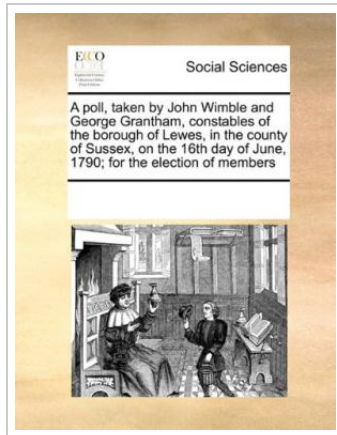 ECCO
Social Sciences
A poll, taken by John Wimble and
George Grantham, constables of
the borough of Lewes, in the county
of Sussex, on the 16th day of June,
1790; for the election of members